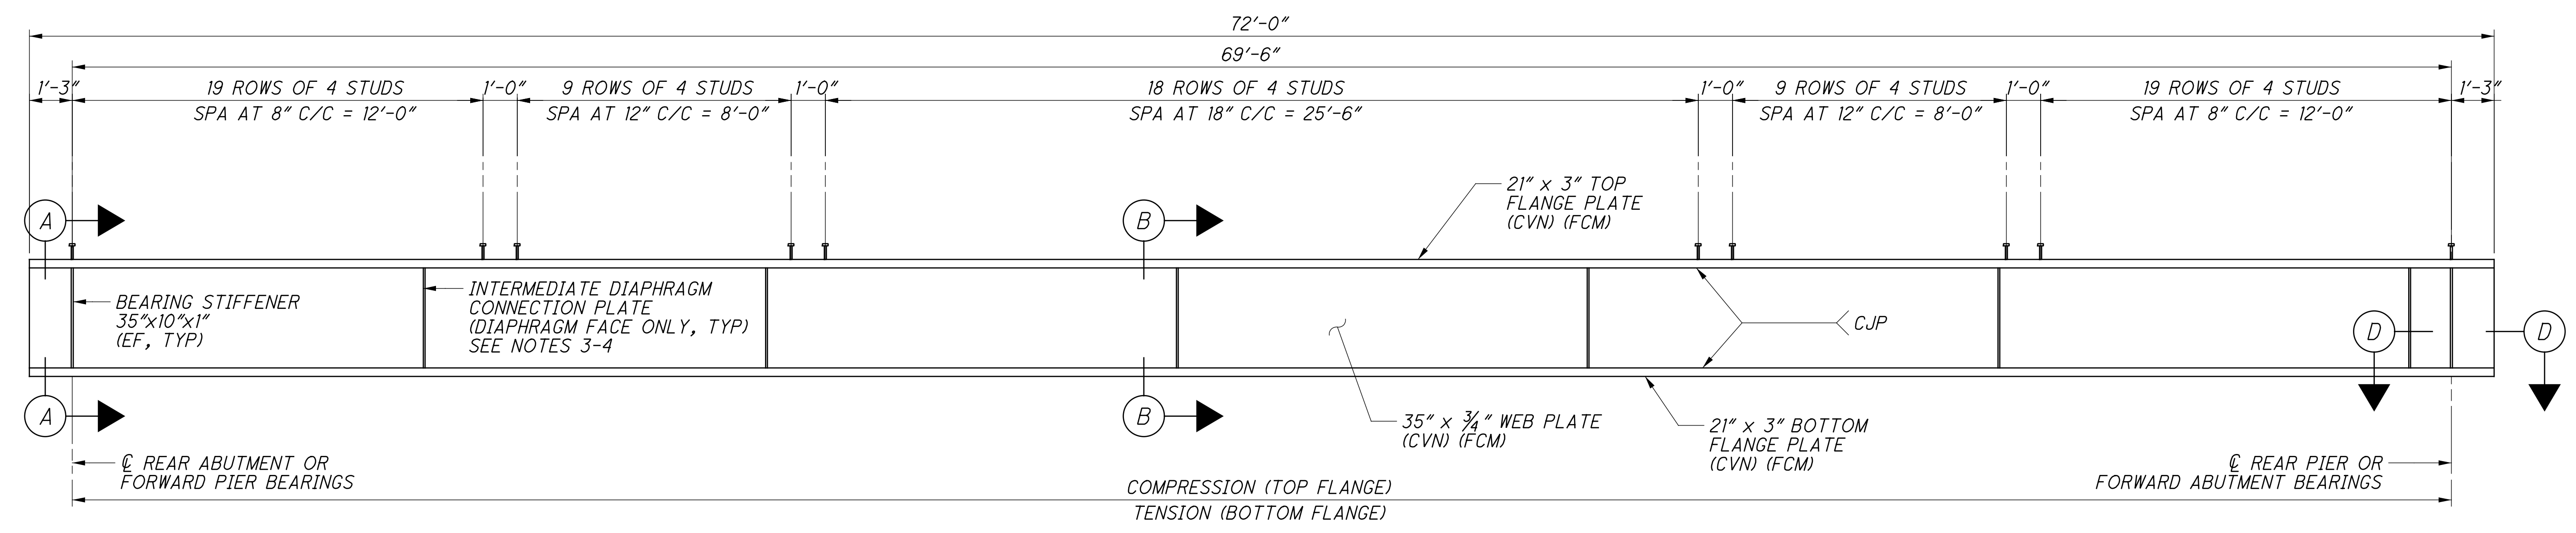 72'-0"
69'-6"
1'-3"
19 ROWS OF 4 STUDS
SPA AT 8" C/C = 12'-0"
1'-0"
9 ROWS OF 4 STUDS
SPA AT 12" C/C = 8'-0"
1'-0"
18 ROWS OF 4 STUDS
SPA AT 18" C/C = 25'-6"
1'-0"
9 ROWS OF 4 STUDS
SPA AT 12" C/C = 8'-0"
1'-0"
19 ROWS OF 4 STUDS
SPA AT 8" C/C = 12'-0"
1'-3"
21" x 3" TOP
FLANGE PLATE
(CVN) (FCM)
A
B
BEARING STIFFENER
35"x10"x1"
(EF, TYP)
INTERMEDIATE DIAPHRAGM
CONNECTION PLATE
(DIAPHRAGM FACE ONLY, TYP)
SEE NOTES 3-4
CJP
D
D
A
B
35" x 3/4" WEB PLATE
(CVN) (FCM)
21" x 3" BOTTOM
FLANGE PLATE
(CVN) (FCM)
℄ REAR ABUTMENT OR
FORWARD PIER BEARINGS
℄ REAR PIER OR
FORWARD ABUTMENT BEARINGS
COMPRESSION (TOP FLANGE)
TENSION (BOTTOM FLANGE)